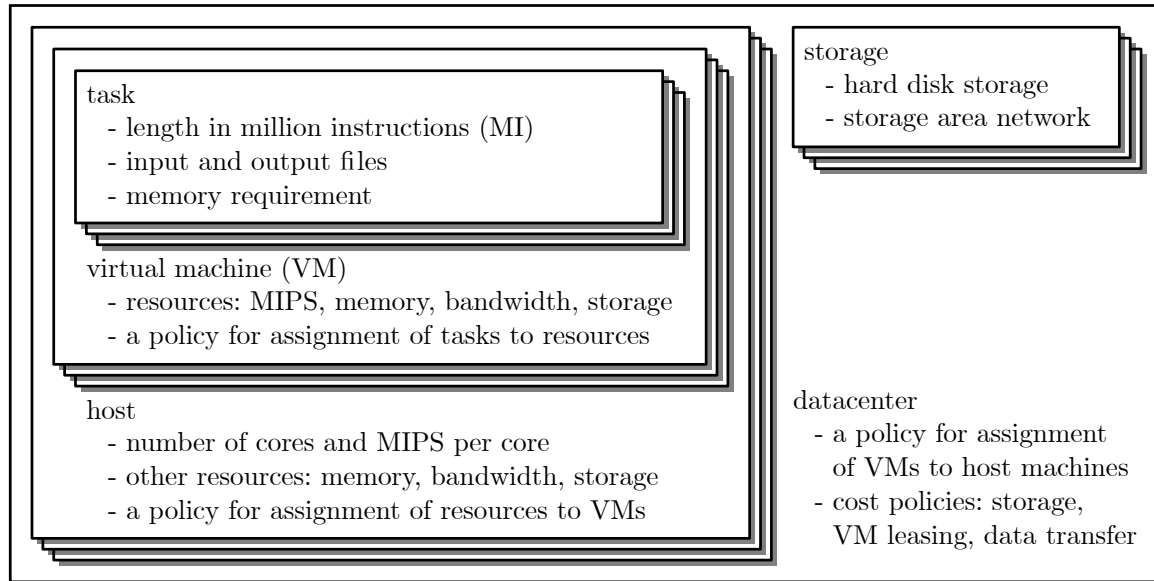 task
- length in million instructions (MI)
- input and output files
- memory requirement
virtual machine (VM)
- resources: MIPS, memory, bandwidth, storage
- a policy for assignment of tasks to resources
host
- number of cores and MIPS per core
- other resources: memory, bandwidth, storage
- a policy for assignment of resources to VMs
storage
- hard disk storage
- storage area network
datacenter
- a policy for assignment
of VMs to host machines
- cost policies: storage,
VM leasing, data transfer